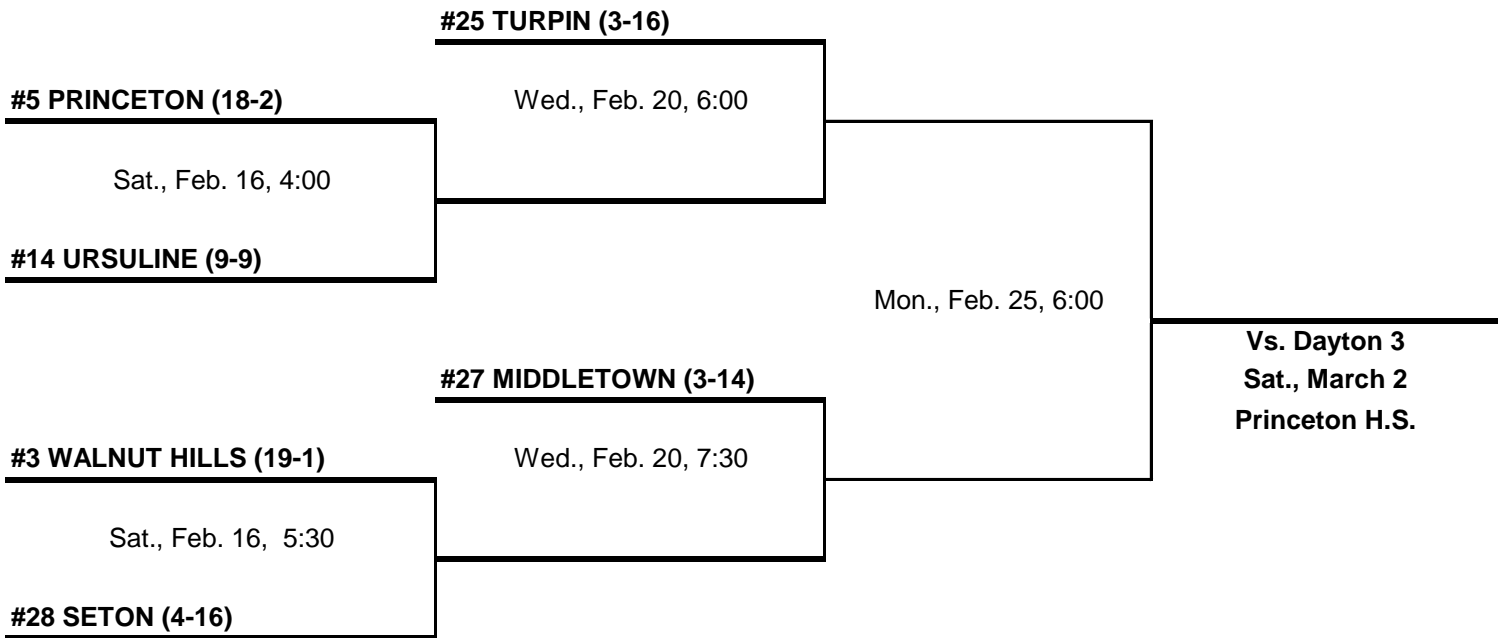 #25 TURPIN (3-16)
#5 PRINCETON (18-2)
Wed., Feb. 20, 6:00
Sat., Feb. 16, 4:00
#14 URSULINE (9-9)
Mon., Feb. 25, 6:00
Vs. Dayton 3
Sat., March 2
Princeton H.S.
#27 MIDDLETOWN (3-14)
#3 WALNUT HILLS (19-1)
Wed., Feb. 20, 7:30
Sat., Feb. 16,  5:30
#28 SETON (4-16)